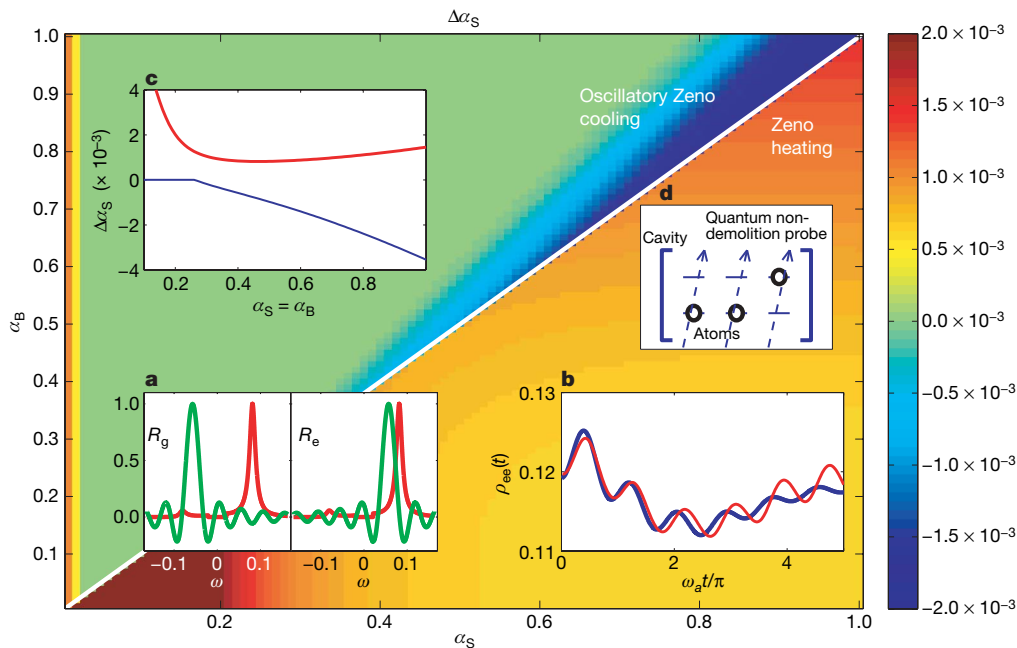 Δα_S
1.0
0.9
0.8
0.7
0.6
0.5
0.4
0.3
0.2
0.1
α_B
0.2
0.4
0.6
0.8
1.0
α_S
Oscillatory Zeno
cooling
Zeno
heating
c
4
2
0
−2
−4
Δα_S (× 10⁻³)
0.2
0.4
0.6
0.8
α_S = α_B
d
Quantum non-
demolition probe
Cavity
Atoms
a
1.0
0.5
0.0
R_g
R_e
−0.1
0
0.1
−0.1
0
0.1
ω
ω
b
0.13
0.12
0.111
ρ_ee(t)
0
2
4
ω_a t/π
2.0 × 10⁻³
1.5 × 10⁻³
1.0 × 10⁻³
0.5 × 10⁻³
0.0 × 10⁻³
−0.5 × 10⁻³
−1.0 × 10⁻³
−1.5 × 10⁻³
−2.0 × 10⁻³